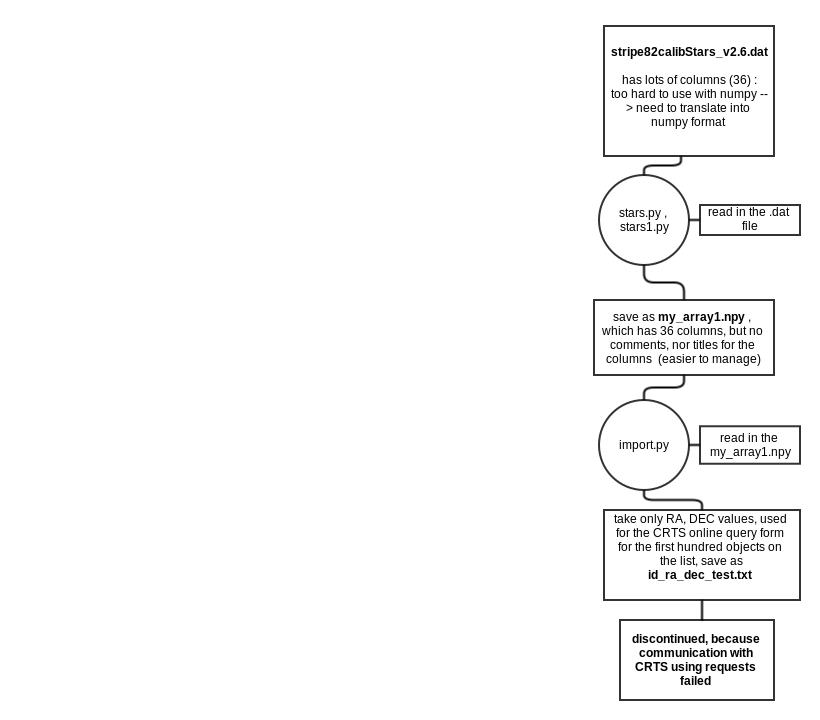 stripe82calibStars_v2.6.dat
has lots of columns (36) :
too hard to use with numpy --
> need to translate into
numpy format
stars.py ,
stars1.py
read in the .dat
file
save as my_array1.npy ,
which has 36 columns, but no
comments, nor titles for the
columns  (easier to manage)
import.py
read in the
my_array1.npy
take only RA, DEC values, used
for the CRTS online query form
for the first hundred objects on
the list, save as
id_ra_dec_test.txt
discontinued, because
communication with
CRTS using requests
failed